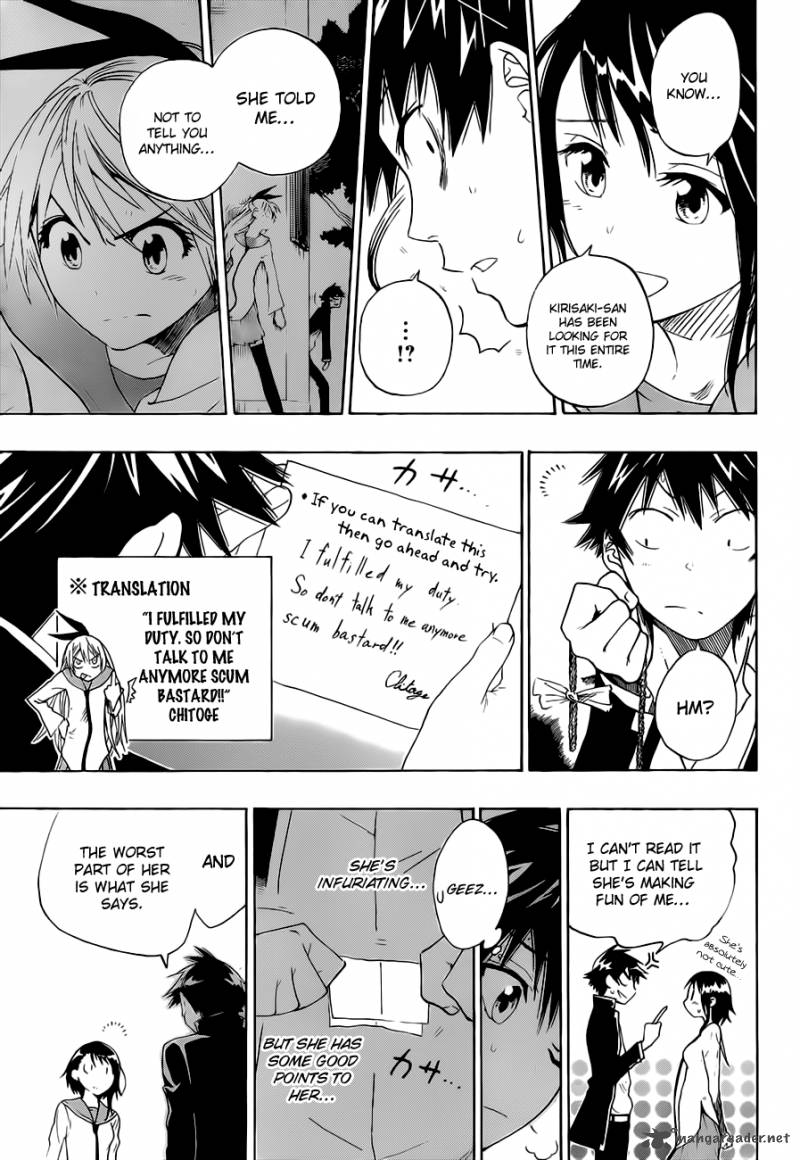 YOU
KNOW...
KIRISAKI-SAN
HAS BEEN
LOOKING FOR
IT THIS ENTIRE
TIME.
...
!?
SHE TOLD
ME...
NOT TO
TELL YOU
ANYTHING...
HM?
カサ...
• If you can translate this
then go ahead and try.
I fulfilled my duty.
So don't talk to me anymore
scum bastard!!
Chitoge
※ TRANSLATION
"I FULFILLED MY
DUTY. SO DON'T
TALK TO ME
ANYMORE SCUM
BASTARD!!"
CHITOGE
I CAN'T READ IT
BUT I CAN TELL
SHE'S MAKING
FUN OF ME...
She's
absolutely
not cute...
GEEZ...
SHE'S
INFURIATING...
カサ...
BUT SHE HAS
SOME GOOD
POINTS TO
HER...
AND
THE WORST
PART OF HER
IS WHAT SHE
SAYS.
mangareader.net